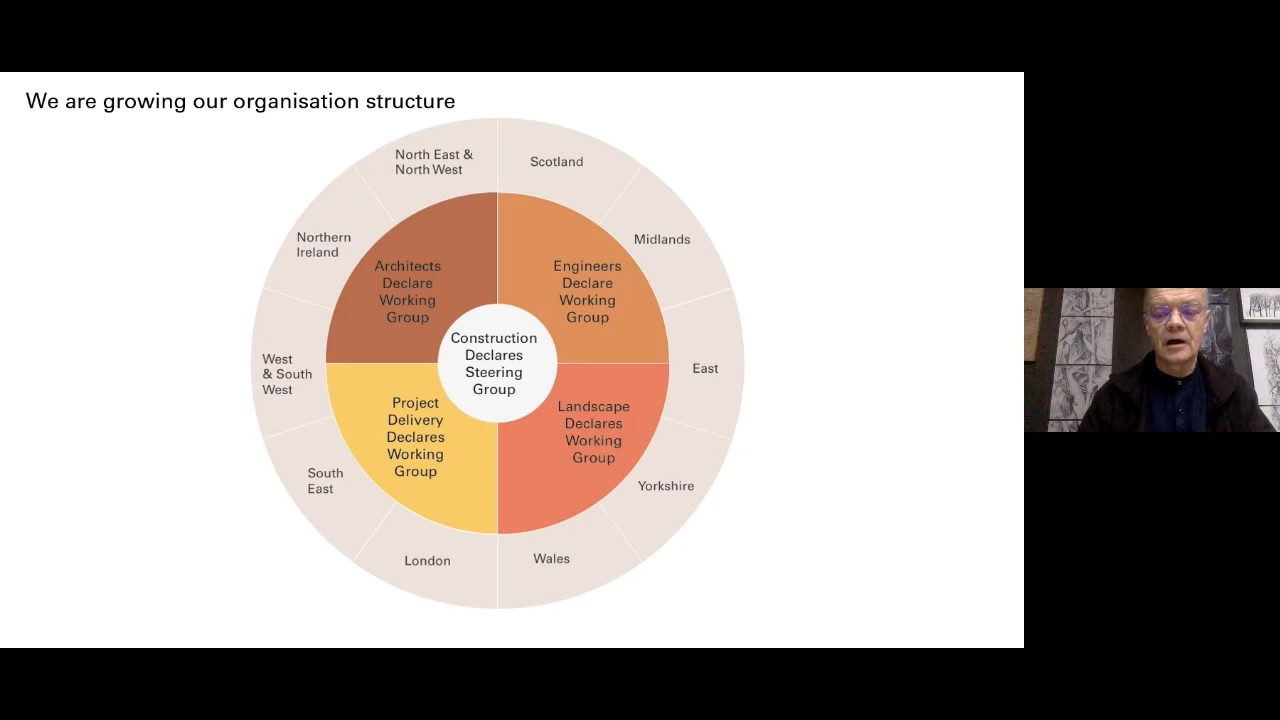 We are growing our organisation structure
North East &
North West
Scotland
Northern
Ireland
Midlands
Architects
Declare
Working
Group
Engineers
Declare
Working
Group
Construction
Declares
Steering
Group
West
& South
West
East
Project
Delivery
Declares
Working
Group
Landscape
Declares
Working
Group
South
East
Yorkshire
London
Wales